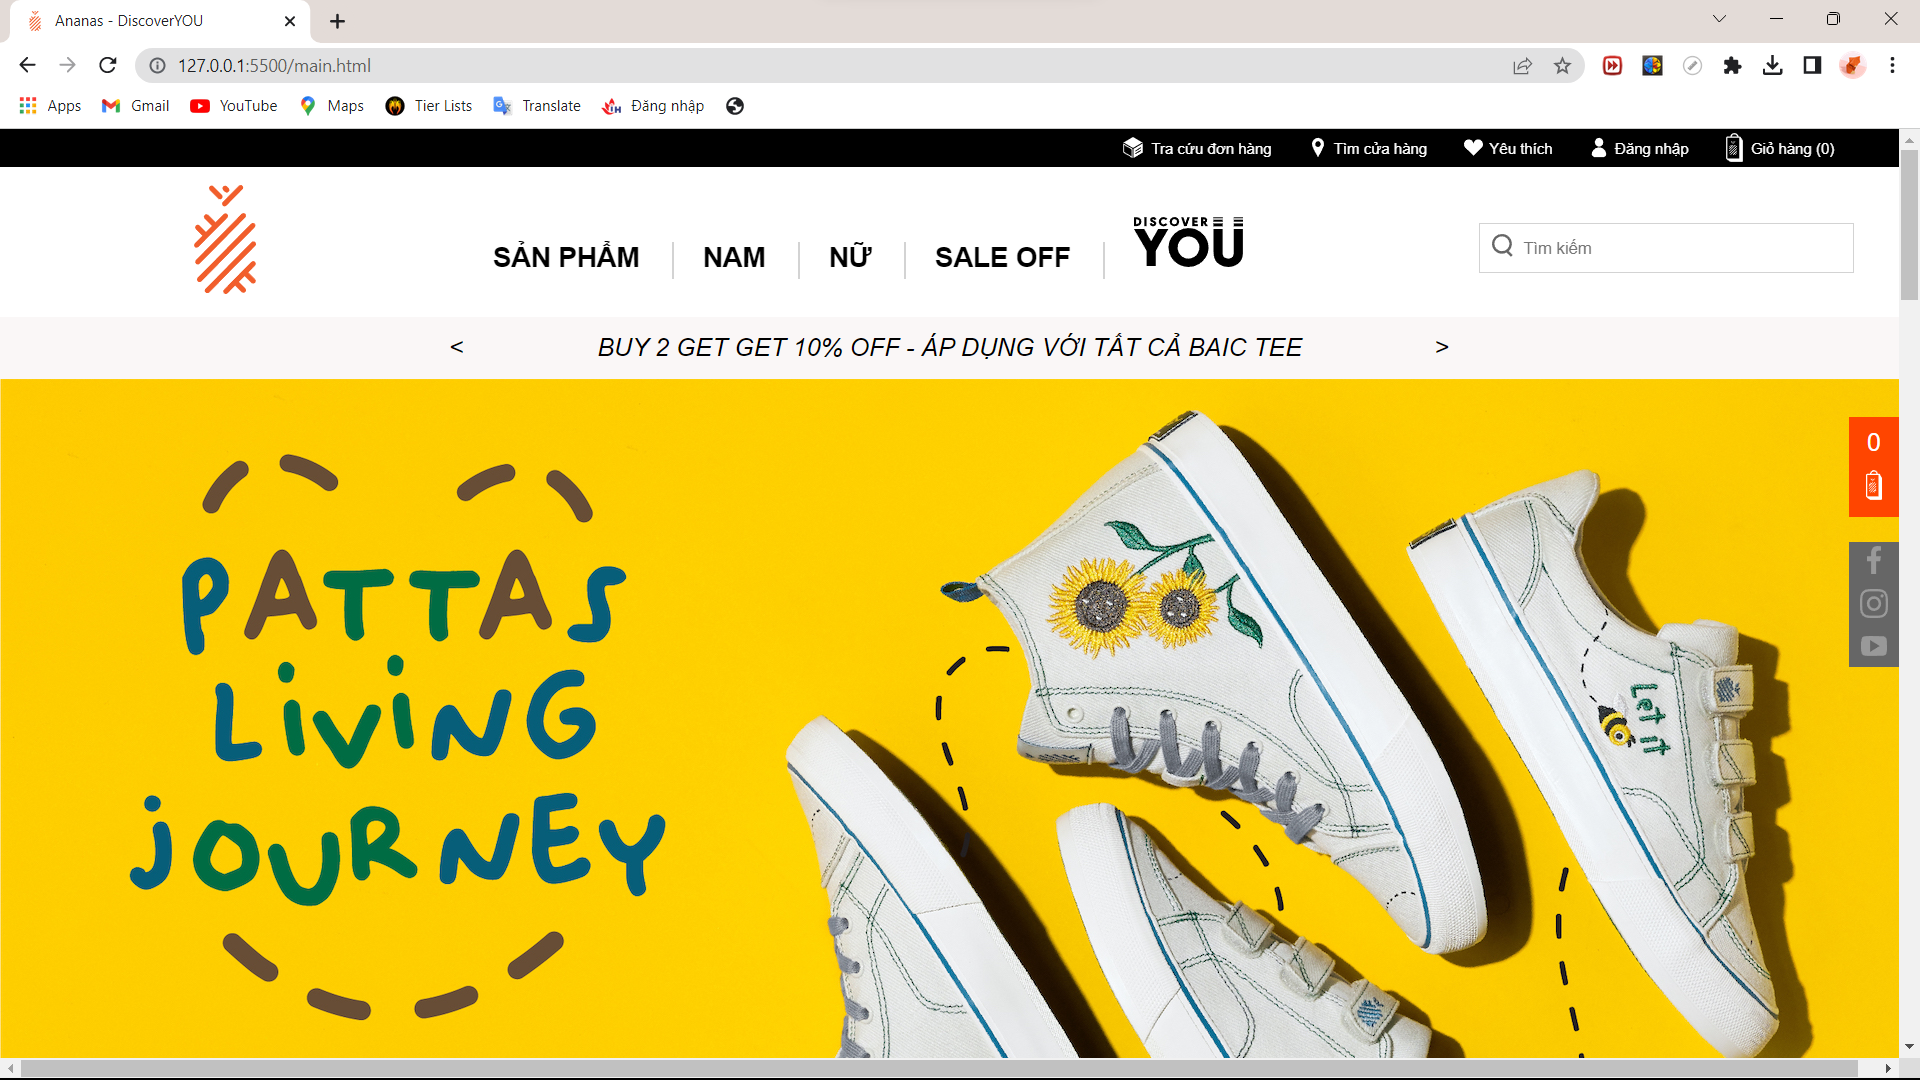 Ananas - DiscoverYOU
127.0.0.1:5500/main.html
Apps Gmail YouTube Maps Tier Lists Translate Đăng nhập
Tra cứu đơn hàng Tìm cửa hàng Yêu thích Đăng nhập Giỏ hàng (0)
DISCOVER
SẢN PHẨM NAM NỮ SALE OFF YOU Tìm kiếm
< BUY 2 GET GET 10% OFF - ÁP DỤNG VỚI TẤT CẢ BAIC TEE >
0
PATTAS
LiviNG
jOURNEY
Let it